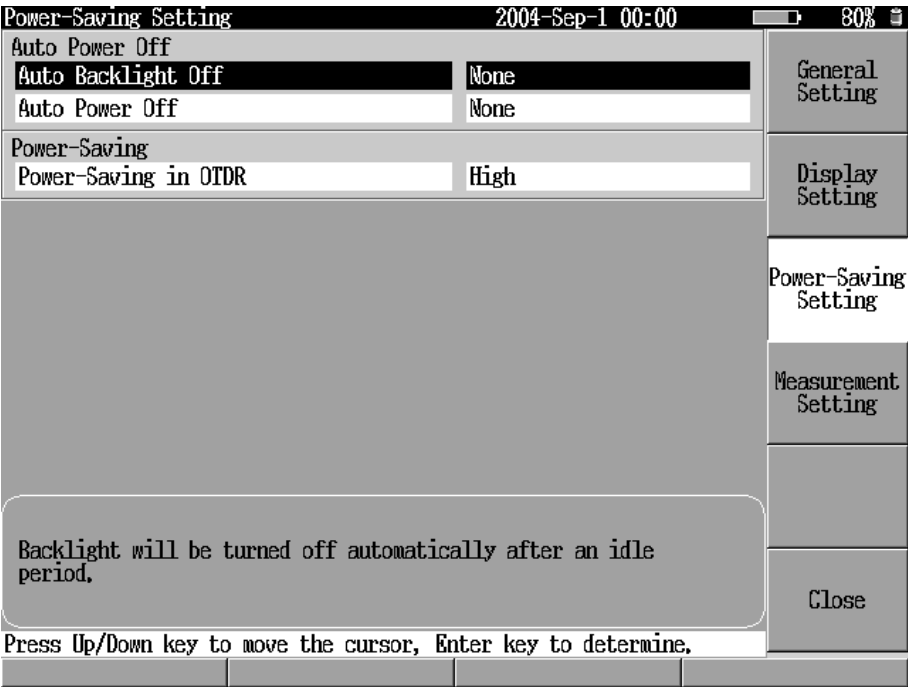 Power-Saving Setting 2004-Sep-1 00:00 80%
Auto Power Off
Auto Backlight Off None
Auto Power Off None
Power-Saving
Power-Saving in OTDR High
General
Setting
Display
Setting
Power-Saving
Setting
Measurement
Setting
Close
Backlight will be turned off automatically after an idle
period.
Press Up/Down key to move the cursor, Enter key to determine.